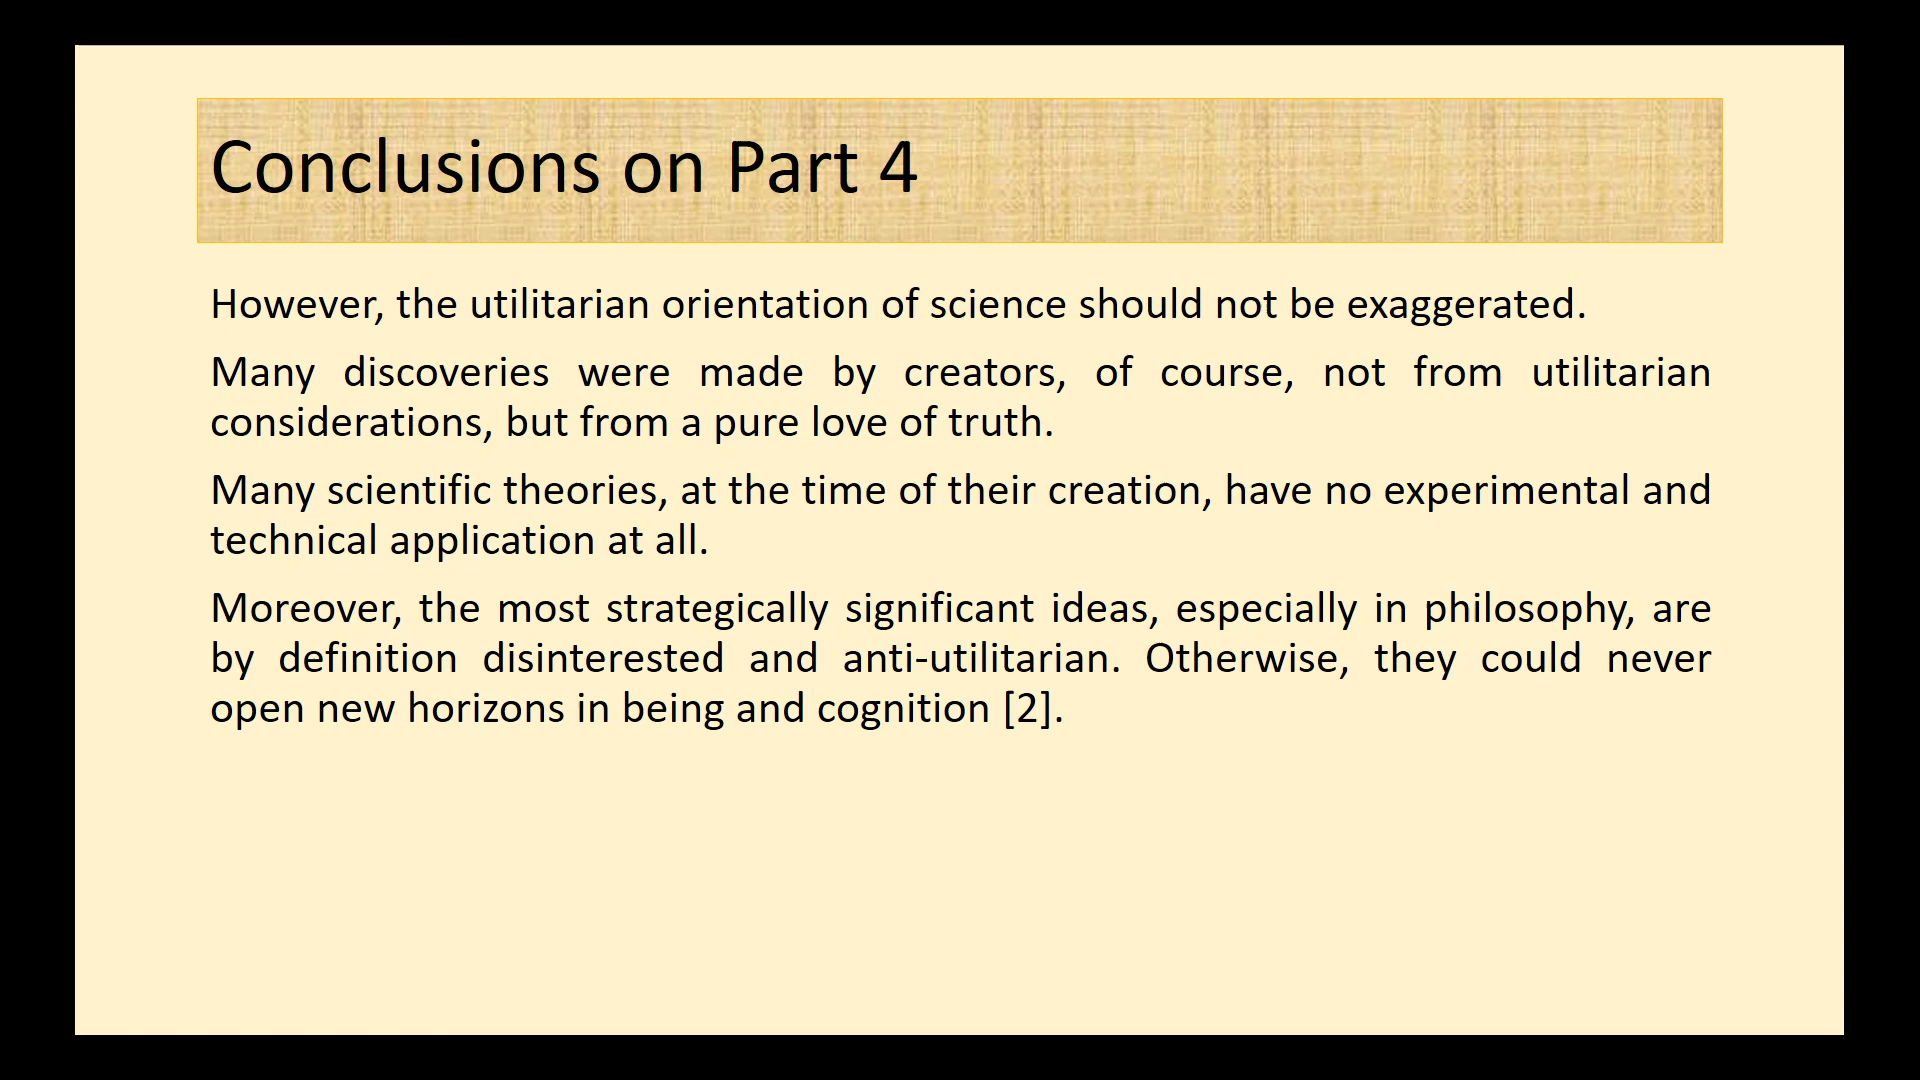 Conclusions on Part 4
However, the utilitarian orientation of science should not be exaggerated.
Many discoveries were made by creators, of course, not from utilitarian
considerations, but from a pure love of truth.
Many scientific theories, at the time of their creation, have no experimental and
technical application at all.
Moreover, the most strategically significant ideas, especially in philosophy, are
by definition disinterested and anti-utilitarian. Otherwise, they could never
open new horizons in being and cognition [2].